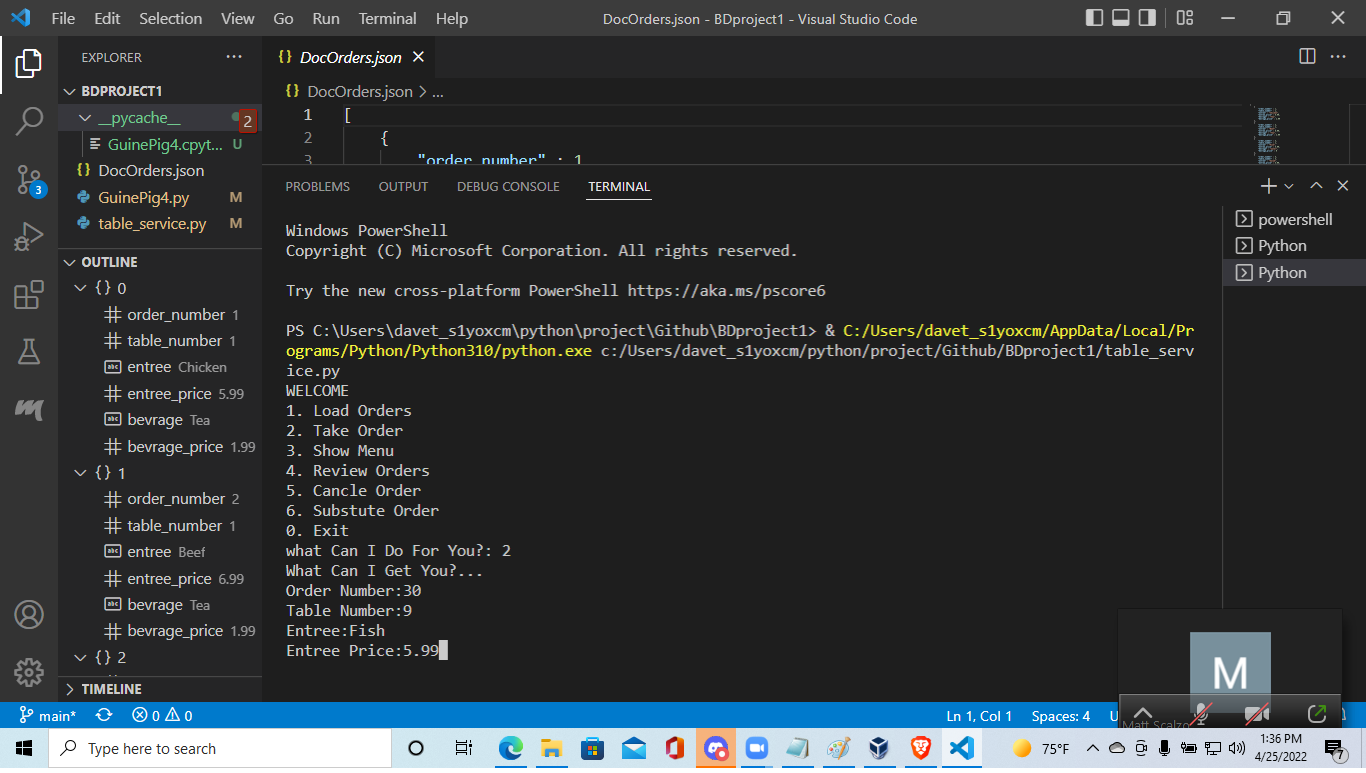 File Edit Selection View Go Run Terminal Help
DocOrders.json - BDproject1 - Visual Studio Code
EXPLORER
BDPROJECT1
__pycache__
2
GuinePig4.cpyt... U
DocOrders.json
GuinePig4.py M
table_service.py M
3
OUTLINE
{} 0
order_number 1
table_number 1
entree Chicken
entree_price 5.99
bevrage Tea
bevrage_price 1.99
{} 1
order_number 2
table_number 1
entree Beef
entree_price 6.99
bevrage Tea
bevrage_price 1.99
{} 2
TIMELINE
{} DocOrders.json
{} DocOrders.json > ...
1 [
2 {
3 "order_number" : 1
PROBLEMS OUTPUT DEBUG CONSOLE TERMINAL
Windows PowerShell
Copyright (C) Microsoft Corporation. All rights reserved.
Try the new cross-platform PowerShell https://aka.ms/pscore6
PS C:\Users\davet_s1yoxcm\python\project\Github\BDproject1> & C:/Users/davet_s1yoxcm/AppData/Local/Pr
ograms/Python/Python310/python.exe c:/Users/davet_s1yoxcm/python/project/Github/BDproject1/table_serv
ice.py
WELCOME
1. Load Orders
2. Take Order
3. Show Menu
4. Review Orders
5. Cancle Order
6. Substute Order
0. Exit
what Can I Do For You?: 2
What Can I Get You?...
Order Number:30
Table Number:9
Entree:Fish
Entree Price:5.99
powershell
Python
Python
M
Matt Scalzo
main* 0 0
Ln 1, Col 1 Spaces: 4 U
Type here to search
75°F
1:36 PM
4/25/2022
7